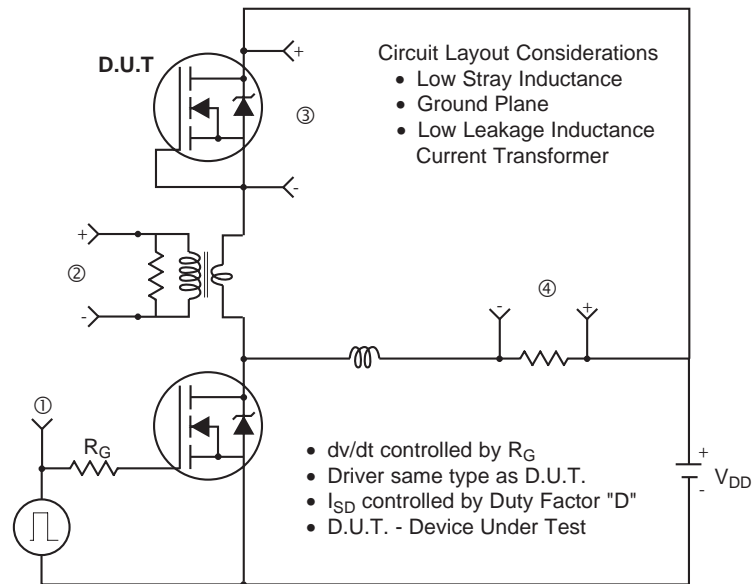 D.U.T
+
Circuit Layout Considerations
• Low Stray Inductance
• Ground Plane
• Low Leakage Inductance
Current Transformer
③
-
+
②
-
-
④
+
①
R_G
• dv/dt controlled by R_G
• Driver same type as D.U.T.
• I_SD controlled by Duty Factor "D"
• D.U.T. - Device Under Test
+
V_DD
-